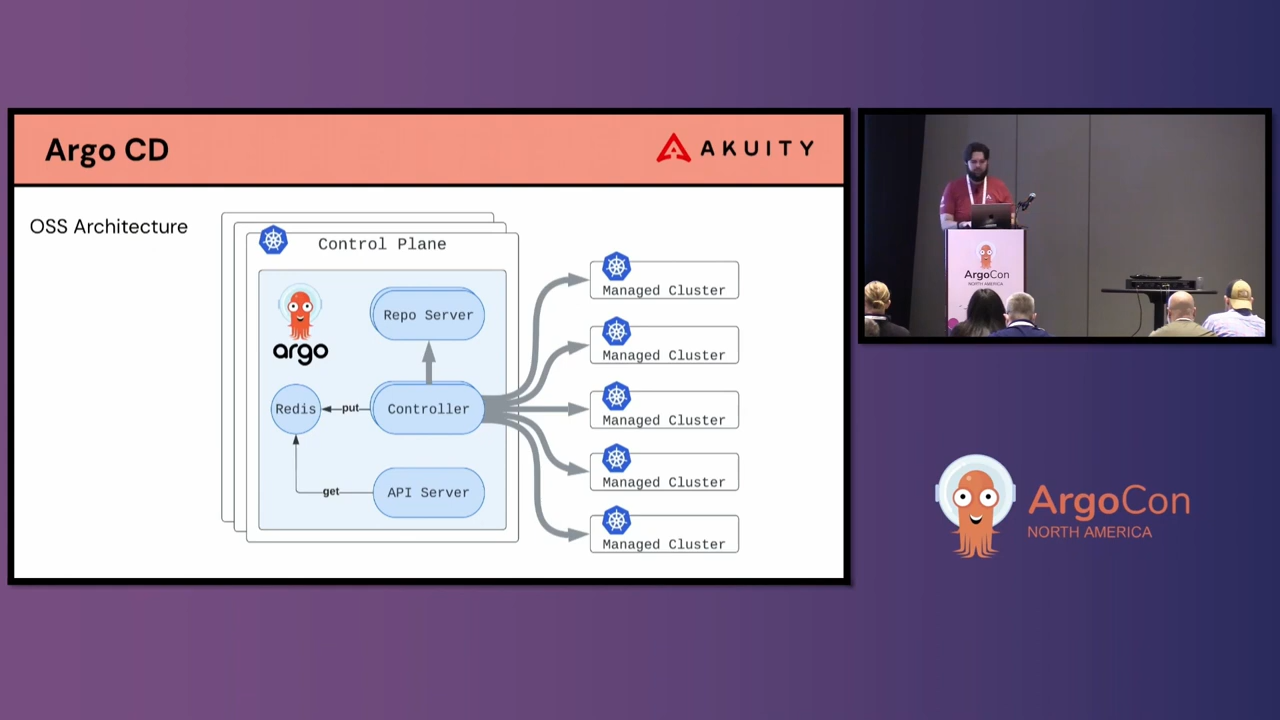 Argo CD
AKUITY
OSS Architecture
Control Plane
argo
Repo Server
Redis
put
Controller
get
API Server
Managed Cluster
Managed Cluster
Managed Cluster
Managed Cluster
Managed Cluster
ArgoCon
NORTH AMERICA
ArgoCon
NORTH AMERICA